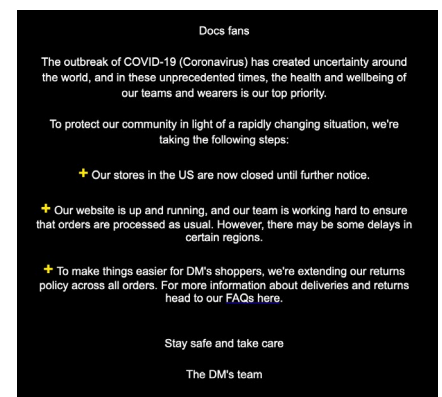 Docs fans
The outbreak of COVID-19 (Coronavirus) has created uncertainty around
the world, and in these unprecedented times, the health and wellbeing of
our teams and wearers is our top priority.
To protect our community in light of a rapidly changing situation, we're
taking the following steps:
+ Our stores in the US are now closed until further notice.
+ Our website is up and running, and our team is working hard to ensure
that orders are processed as usual. However, there may be some delays in
certain regions.
+ To make things easier for DM's shoppers, we're extending our returns
policy across all orders. For more information about deliveries and returns
head to our FAQs here.
Stay safe and take care
The DM's team